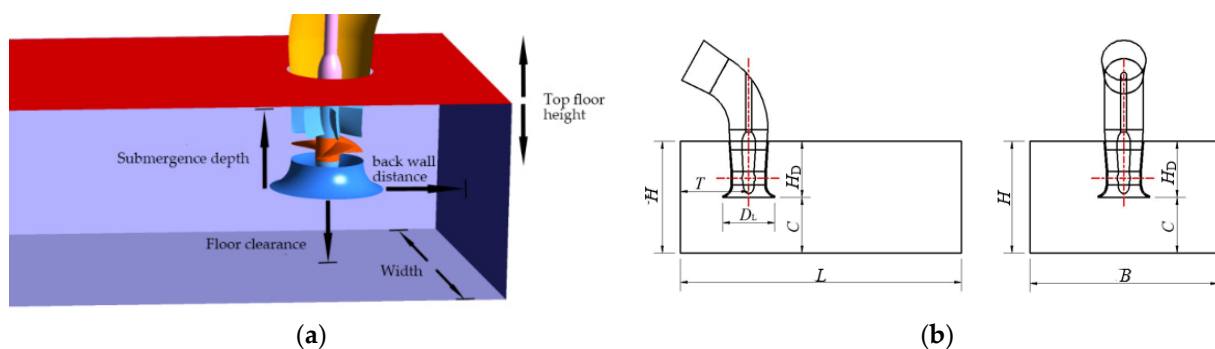 Top floor
height
Submergence depth
back wall
distance
Floor clearance
Width
(a)
H
T
H_D
D_L
C
L
H
H_D
C
B
(b)